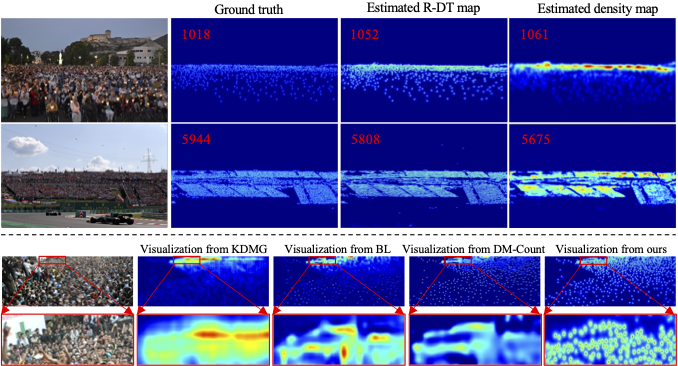 Ground truth
Estimated R-DT map
Estimated density map
1018
1052
1061
5944
5808
5675
Visualization from KDMG
Visualization from BL
Visualization from DM-Count
Visualization from ours